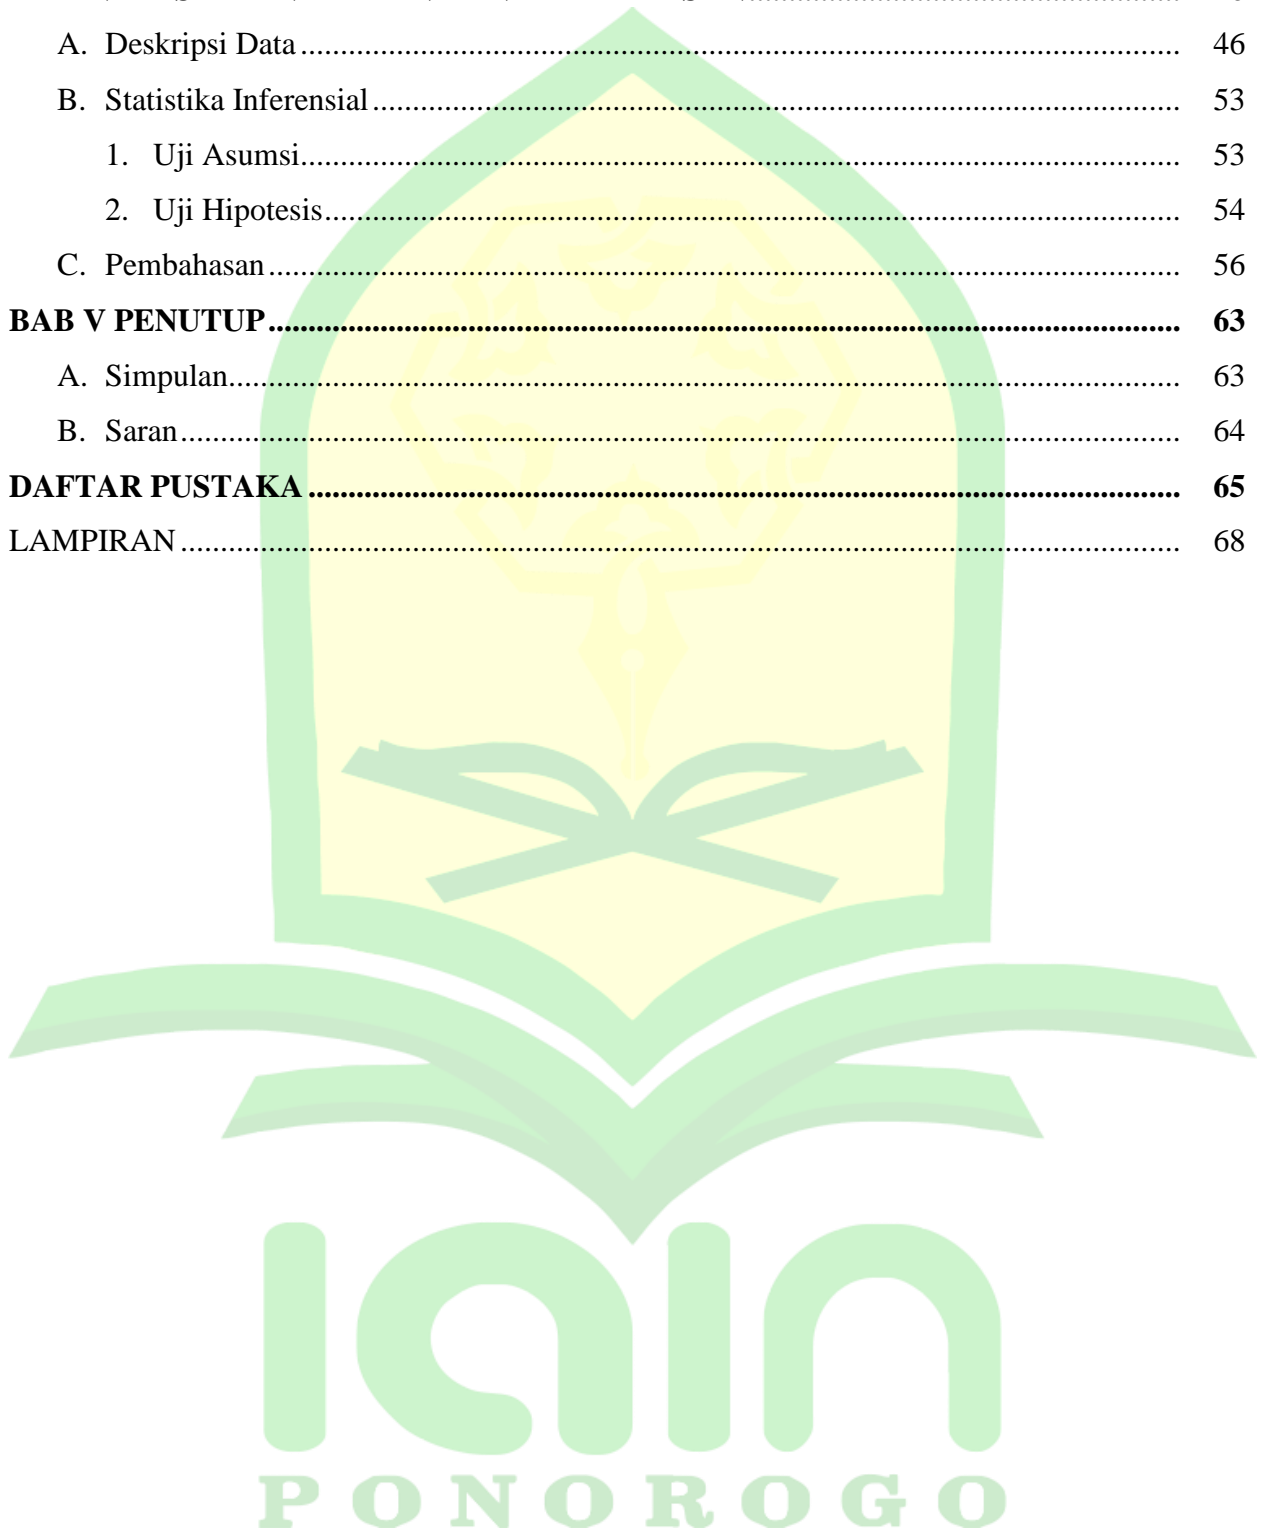 A. Deskripsi Data ........ 46
B. Statistika Inferensial ........ 53
1. Uji Asumsi ........ 53
2. Uji Hipotesis ........ 54
C. Pembahasan ........ 56
BAB V PENUTUP ........ 63
A. Simpulan ........ 63
B. Saran ........ 64
DAFTAR PUSTAKA ........ 65
LAMPIRAN ........ 68
iain
PONOROGO